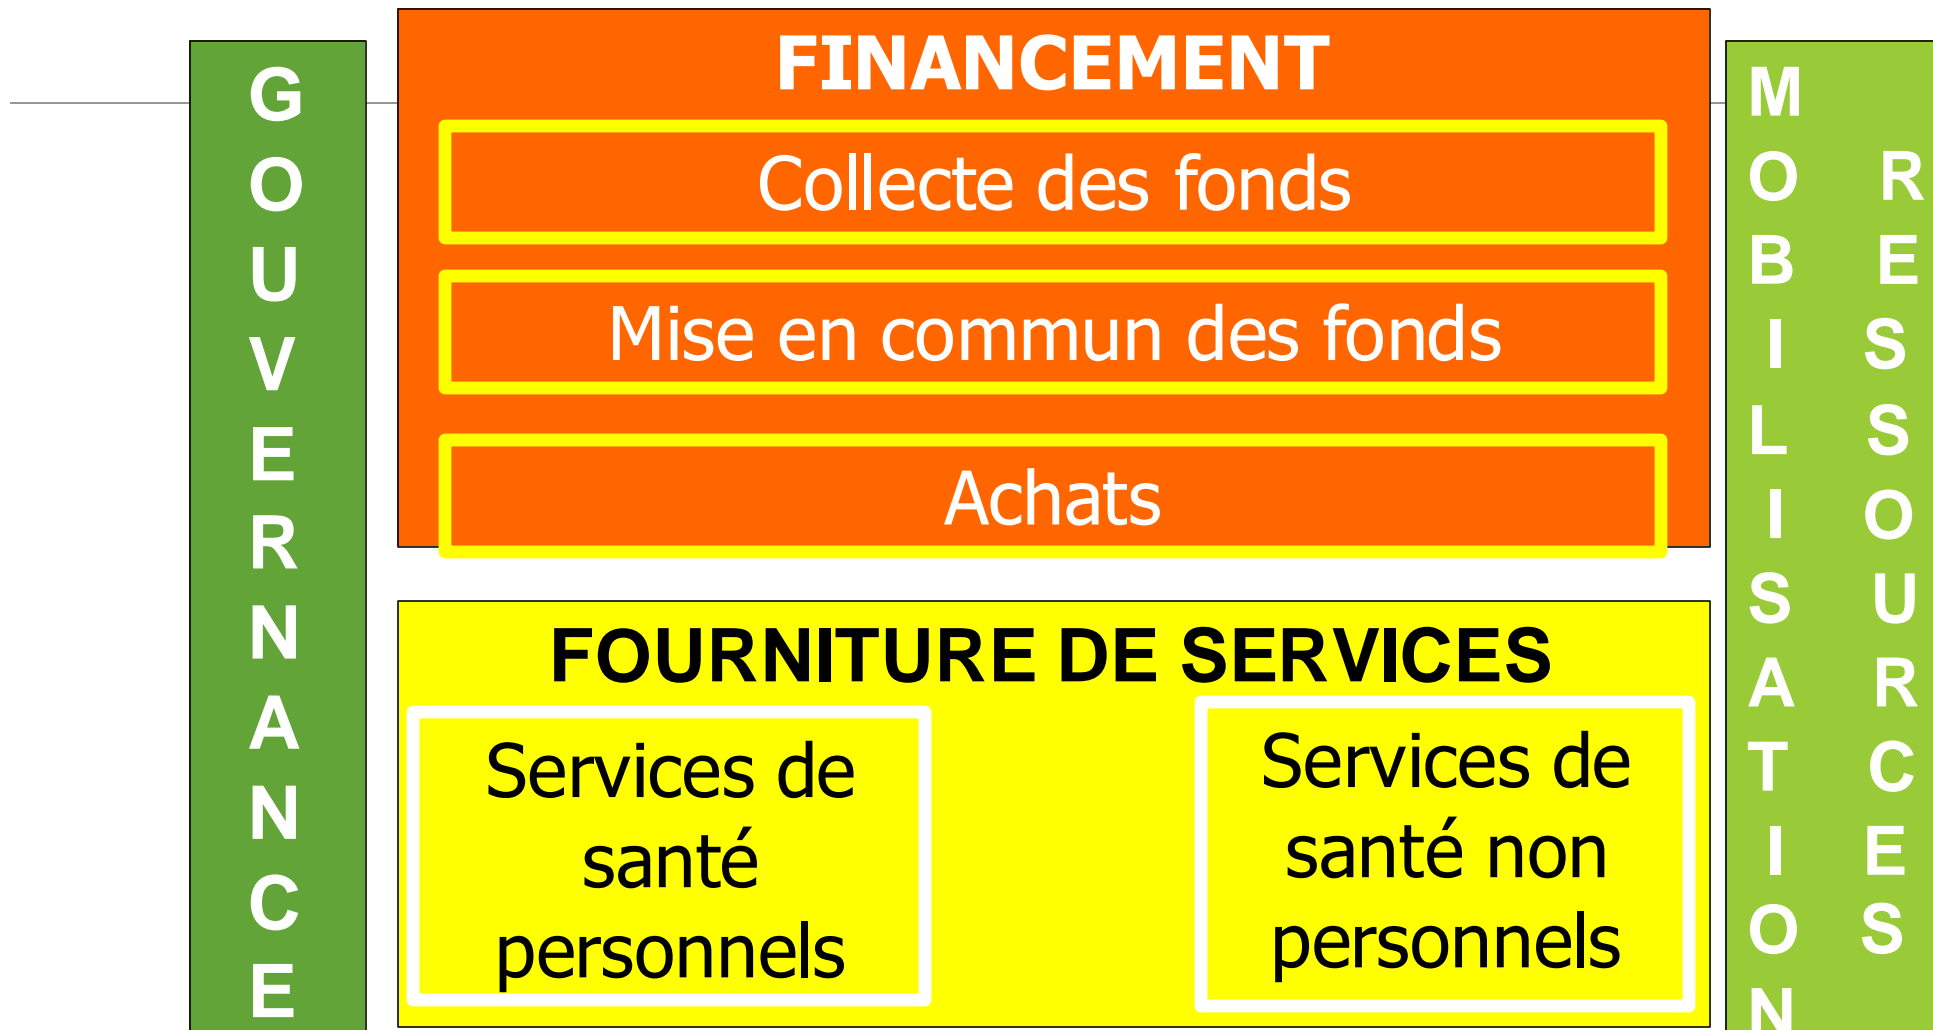 GOUVERNANCE
FINANCEMENT
Collecte des fonds
Mise en commun des fonds
Achats
FOURNITURE DE SERVICES
Services de
santé
personnels
Services de
santé non
personnels
MOBILISATION
RESSOURCES